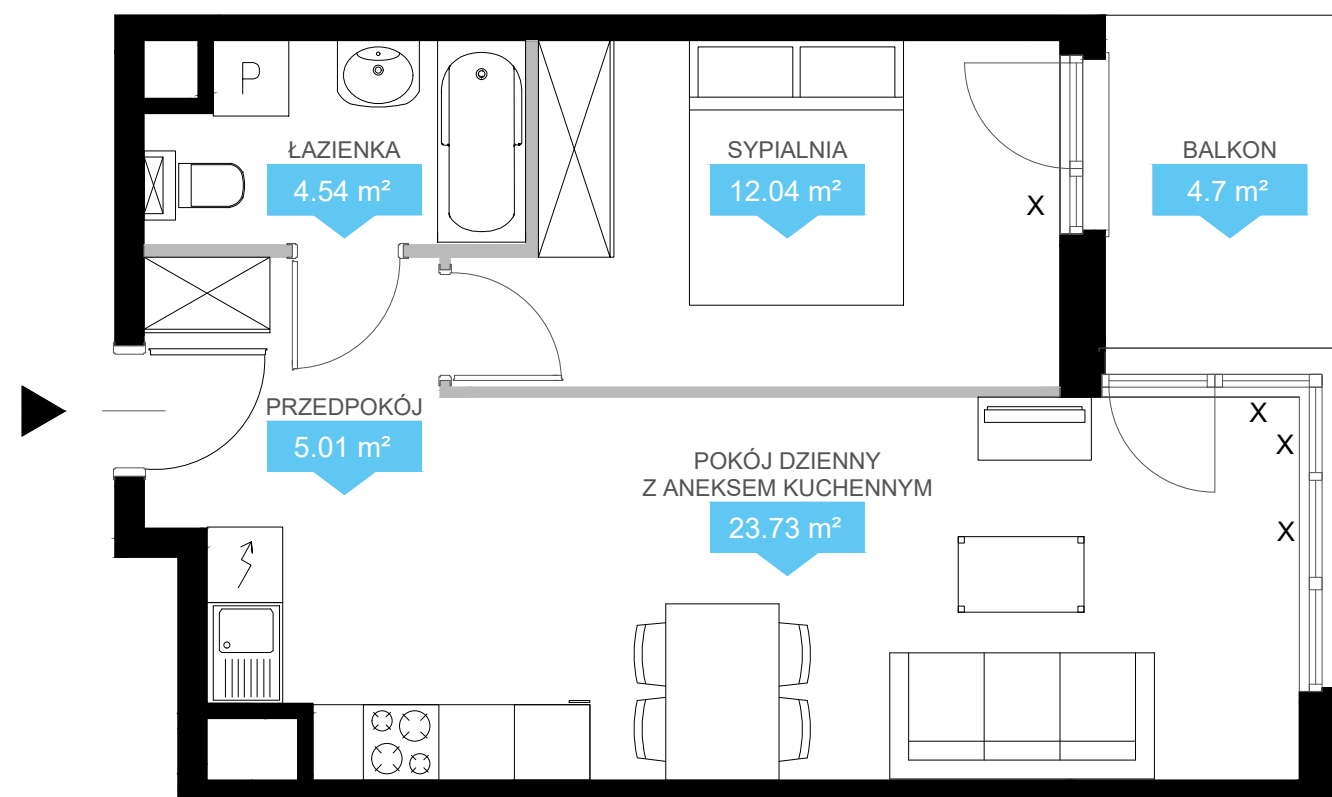 P
ŁAZIENKA
4.54 m²
SYPIALNIA
12.04 m²
X
BALKON
4.7 m²
PRZEDPOKÓJ
5.01 m²
POKÓJ DZIENNY
Z ANEKSEM KUCHENNYM
23.73 m²
X
X
X